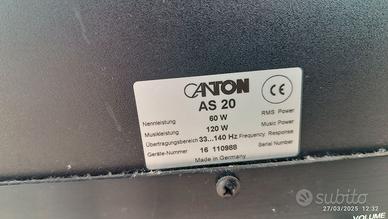 CANTON
CE
AS 20
Nennleistung 60 W RMS Power
Musikleistung 120 W Music Power
Übertragungsbereich 33...140 Hz Frequency Response
Geräte-Nummer 16 110988 Serial Number
Made in Germany
subito
27/03/2025 12:32
VOLUME